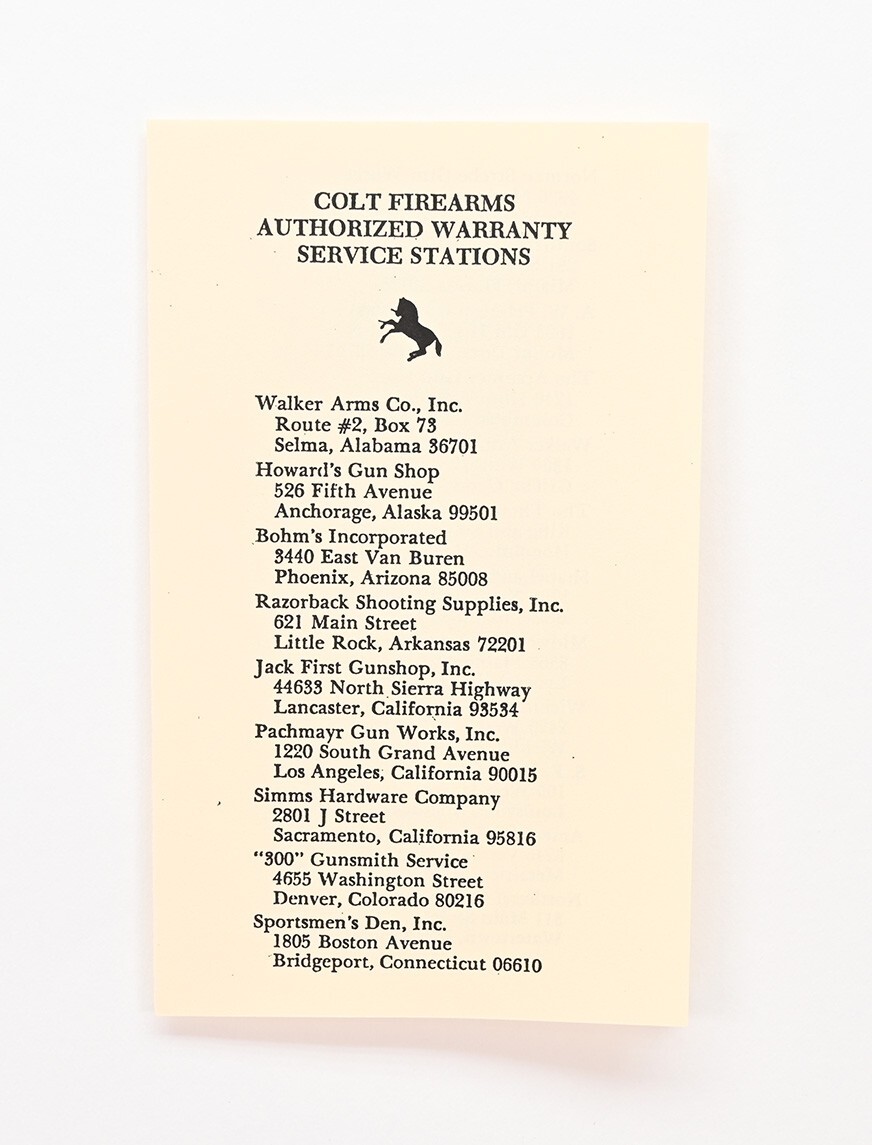 COLT FIREARMS
AUTHORIZED WARRANTY
SERVICE STATIONS
Walker Arms Co., Inc.
Route #2, Box 73
Selma, Alabama 36701
Howard's Gun Shop
526 Fifth Avenue
Anchorage, Alaska 99501
Bohm's Incorporated
3440 East Van Buren
Phoenix, Arizona 85008
Razorback Shooting Supplies, Inc.
621 Main Street
Little Rock, Arkansas 72201
Jack First Gunshop, Inc.
44633 North Sierra Highway
Lancaster, California 93534
Pachmayr Gun Works, Inc.
1220 South Grand Avenue
Los Angeles, California 90015
Simms Hardware Company
2801 J Street
Sacramento, California 95816
"300" Gunsmith Service
4655 Washington Street
Denver, Colorado 80216
Sportsmen's Den, Inc.
1805 Boston Avenue
Bridgeport, Connecticut 06610